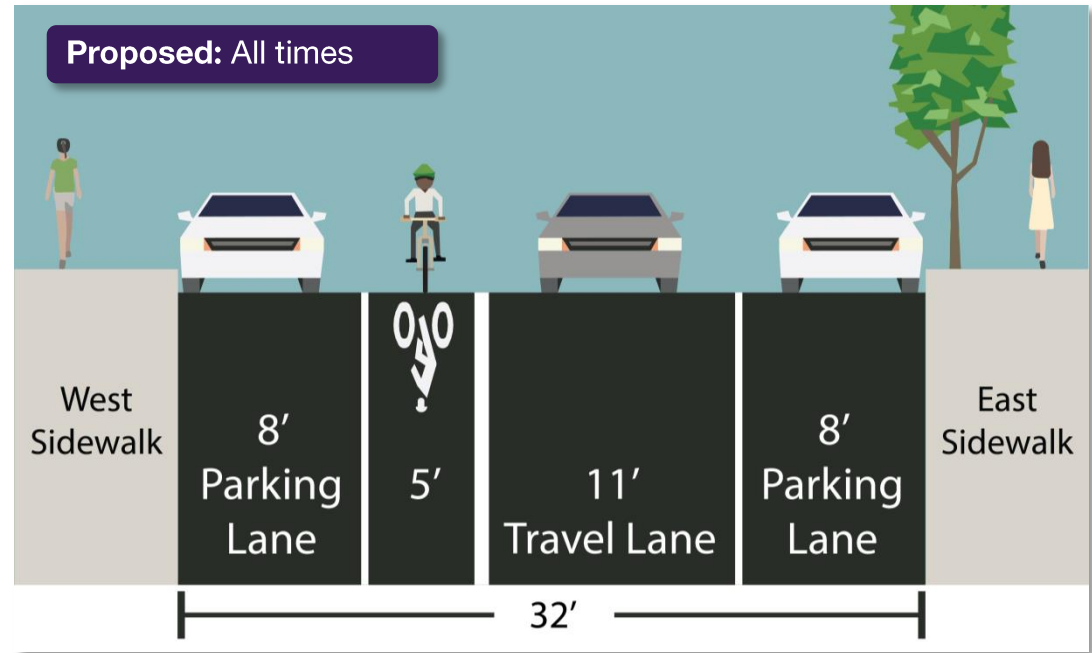 Proposed: All times
West
Sidewalk
8’
Parking
Lane
5’
11’
Travel Lane
8’
Parking
Lane
East
Sidewalk
32’